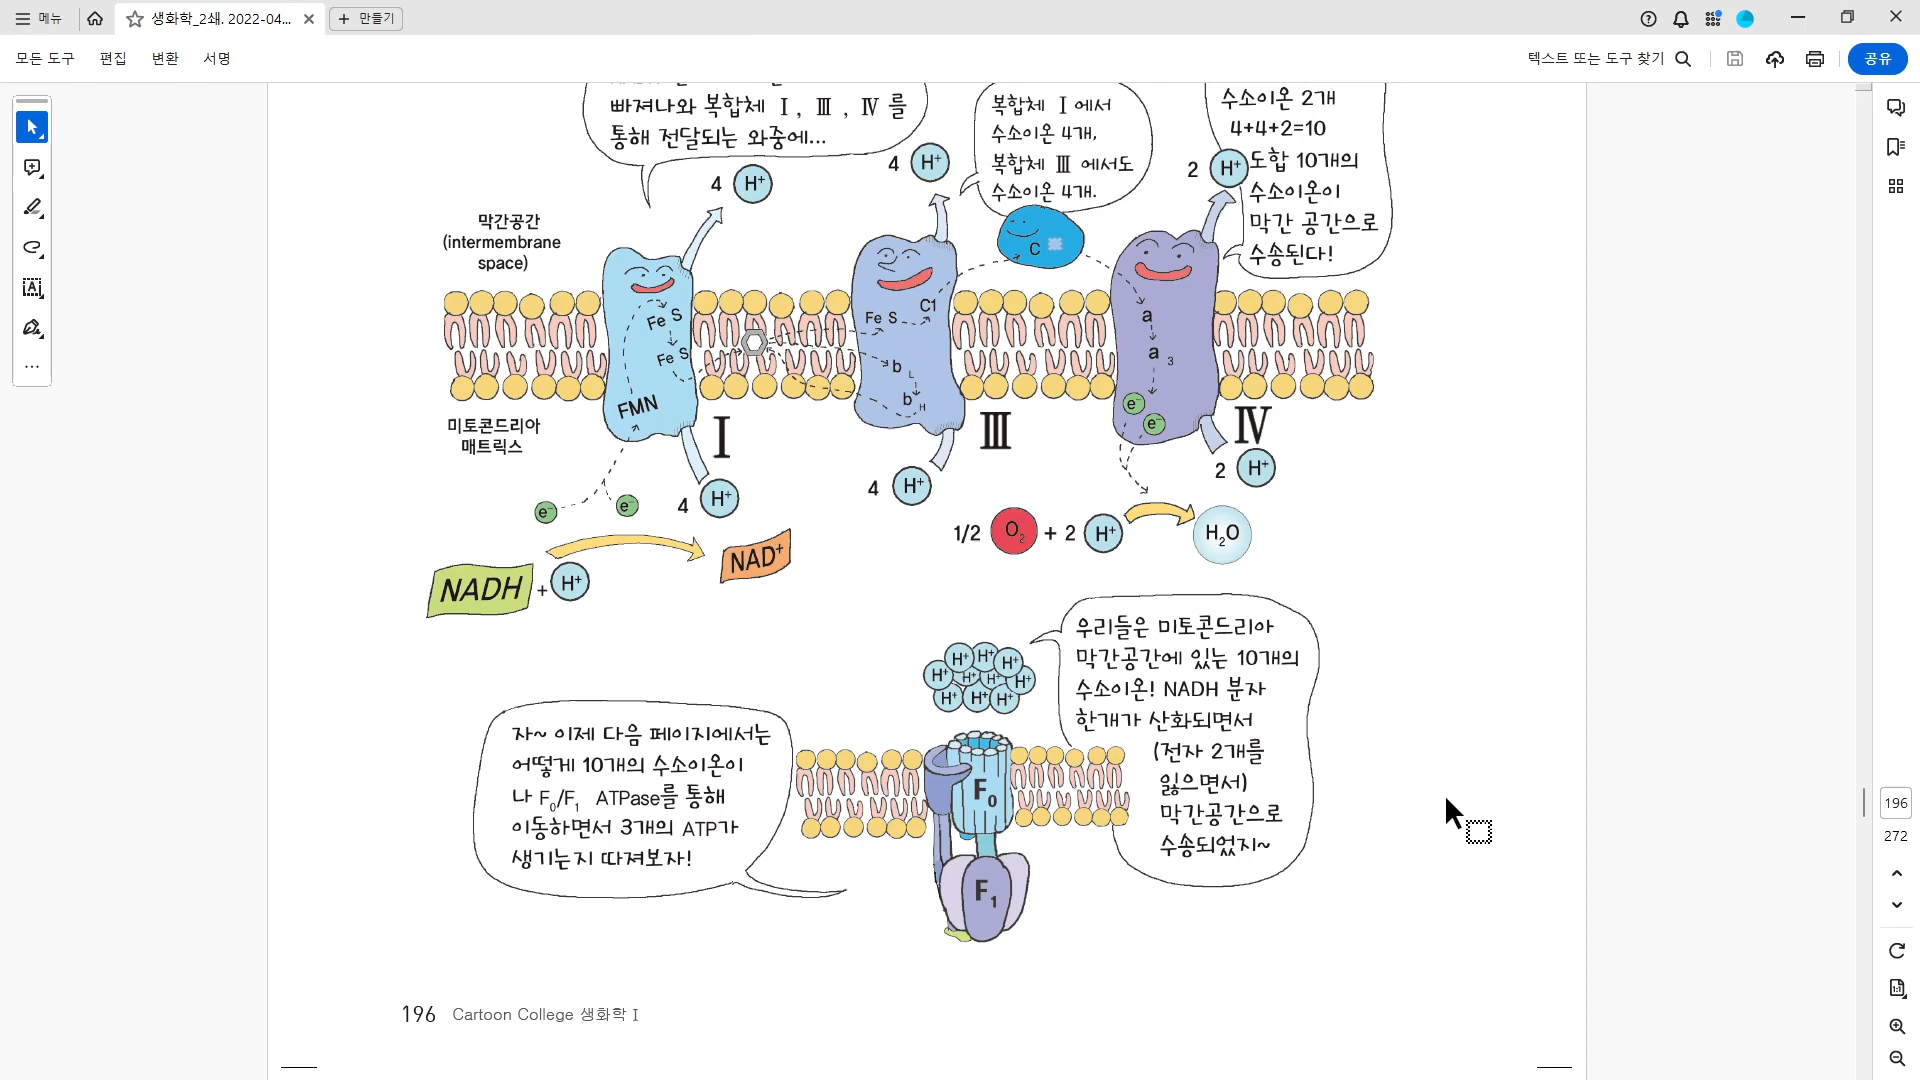 메뉴
생화학_2쇄. 2022-04...
만들기
모든 도구
편집
변환
서명
텍스트 또는 도구 찾기
공유
빠져나와 복합체 Ⅰ, Ⅲ, Ⅳ 를
통해 전달되는 와중에...
복합체 Ⅰ 에서
수소이온 4개,
복합체 Ⅲ 에서도
수소이온 4개.
수소이온 2개
4+4+2=10
도합 10개의
수소이온이
막간 공간으로
수송된다!
4 H⁺
4 H⁺
2 H⁺
막간공간
(intermembrane
space)
C
Fe S
Fe S
FMN
Fe S
C1
b L
b H
a
a 3
e⁻
e⁻
미토콘드리아
매트릭스
Ⅰ
Ⅲ
Ⅳ
e⁻
e⁻
4 H⁺
4 H⁺
2 H⁺
1/2 O₂ + 2 H⁺
H₂O
NADH + H⁺
NAD⁺
우리들은 미토콘드리아
막간공간에 있는 10개의
수소이온! NADH 분자
한개가 산화되면서
(전자 2개를
잃으면서)
막간공간으로
수송되었지~
H⁺ H⁺ H⁺
H⁺ H⁺ H⁺ H⁺
H⁺ H⁺ H⁺
자~ 이제 다음 페이지에서는
어떻게 10개의 수소이온이
나 F₀/F₁ ATPase를 통해
이동하면서 3개의 ATP가
생기는지 따져보자!
F₀
F₁
196 Cartoon College 생화학 Ⅰ
196
272